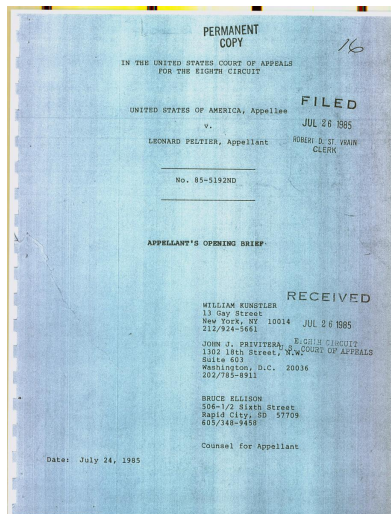 PERMANENT
COPY
16
IN THE UNITED STATES COURT OF APPEALS
FOR THE EIGHTH CIRCUIT
FILED
UNITED STATES OF AMERICA, Appellee
v.
JUL 26 1985
LEONARD PELTIER, Appellant
ROBERT D. ST. VRAIN
CLERK
No. 85-5192ND
APPELLANT'S OPENING BRIEF
RECEIVED
WILLIAM KUNSTLER
13 Gay Street
New York, NY 10014
212/924-5661
JUL 26 1985
JOHN J. PRIVITERA
1302 18th Street, N.W.
Suite 603
Washington, D.C. 20036
202/785-8911
EIGHTH CIRCUIT
U.S. COURT OF APPEALS
BRUCE ELLISON
506-1/2 Sixth Street
Rapid City, SD 57709
605/348-9458
Counsel for Appellant
Date: July 24, 1985